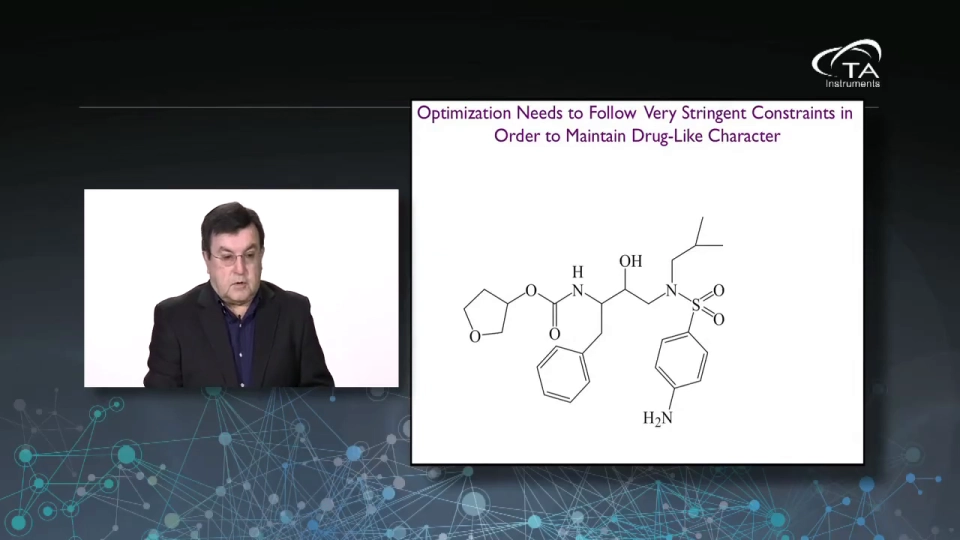 TA
Instruments
Optimization Needs to Follow Very Stringent Constraints in
Order to Maintain Drug-Like Character
OH
H
O
N
N
O
S
O
O
O
H₂N